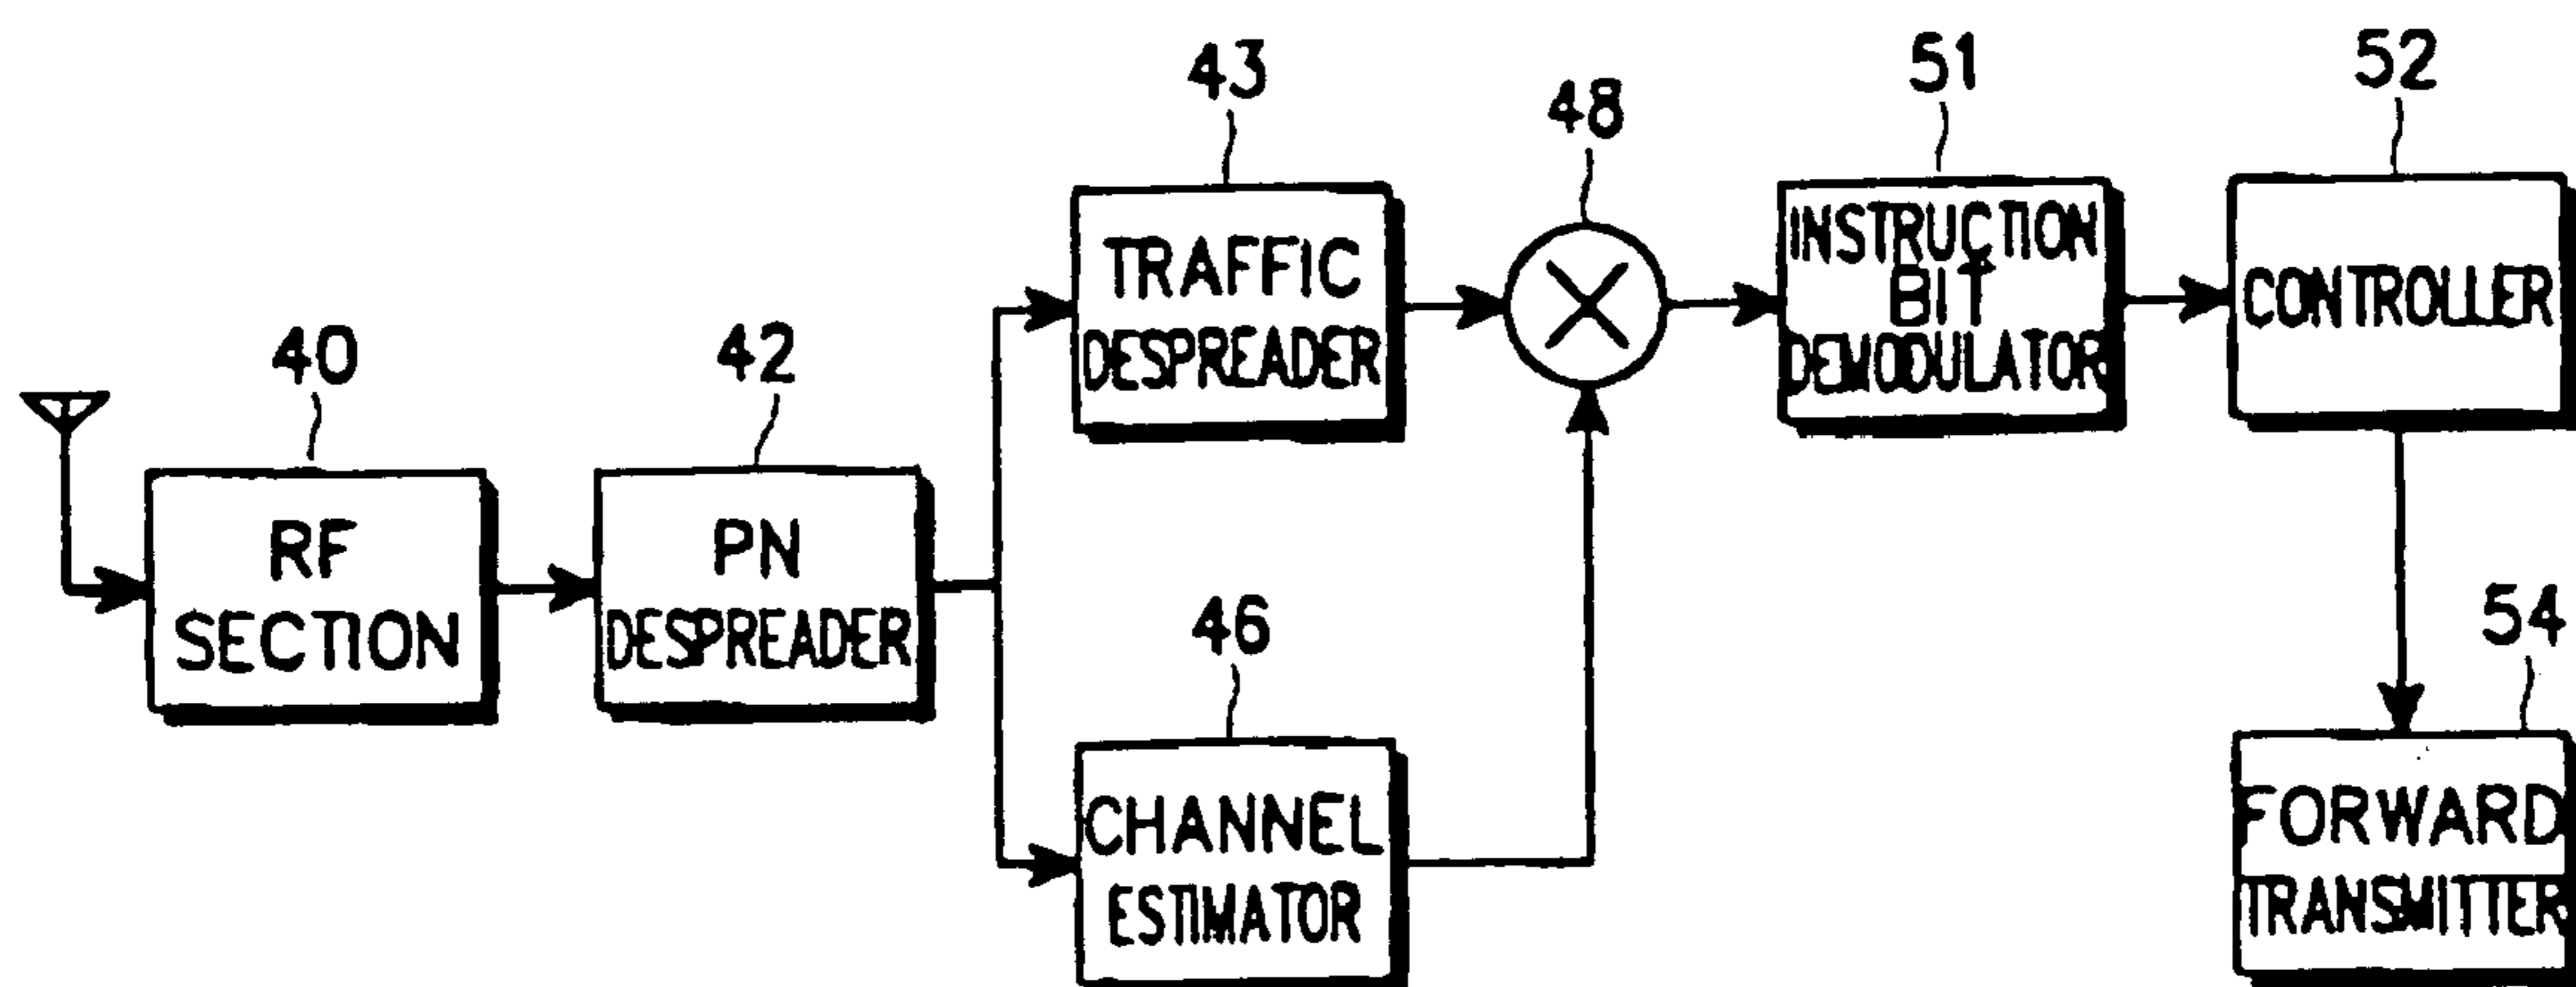 40
RF
SECTION
42
PN
DESPREADER
43
TRAFFIC
DESPREADER
46
CHANNEL
ESTIMATOR
48
51
INSTRUCTION
BIT
DEMODULATOR
52
CONTROLLER
54
FORWARD
TRANSMITTER